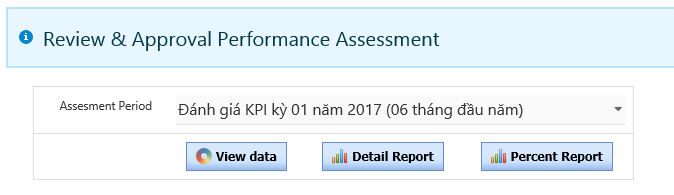 Review & Approval Performance Assessment
Assesment Period
Đánh giá KPI kỳ 01 năm 2017 (06 tháng đầu năm)
View data
Detail Report
Percent Report